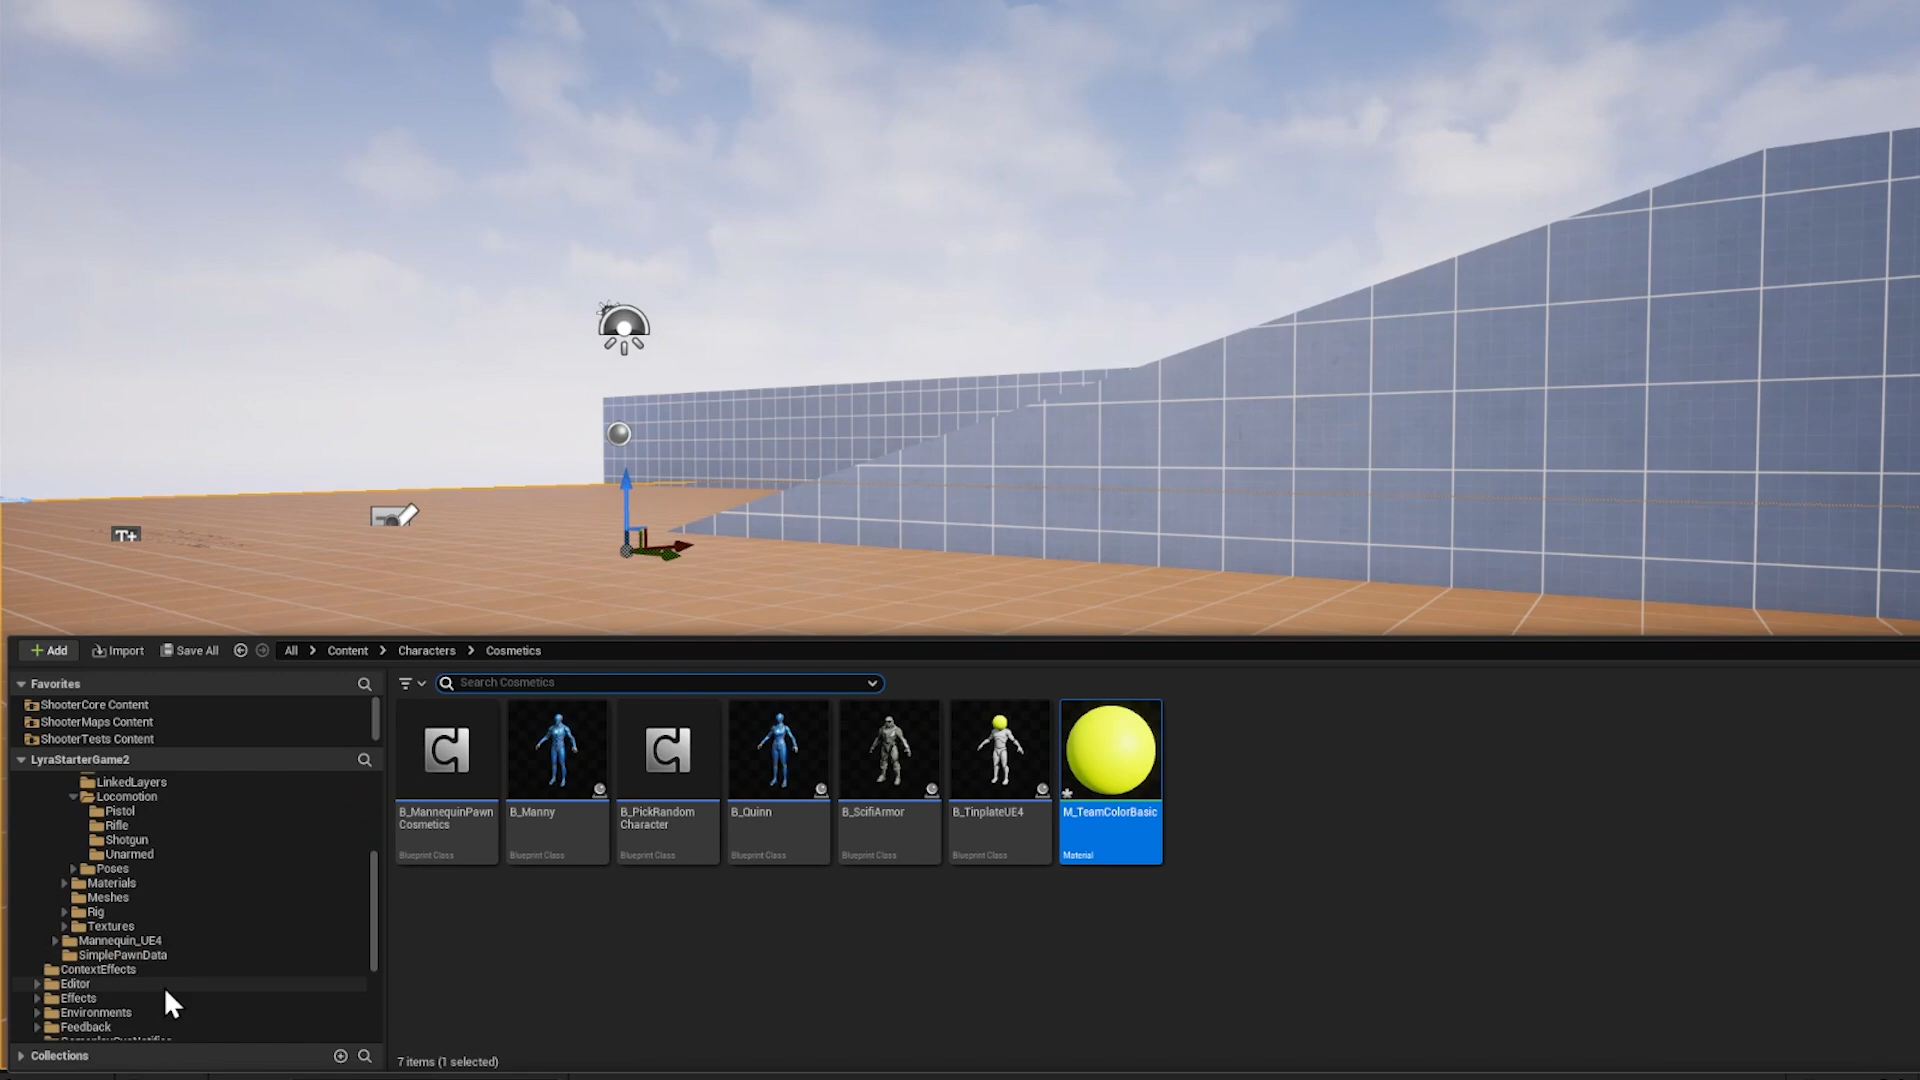 T+
Add
Import
Save All
All
Content
Characters
Cosmetics
Favorites
ShooterCore Content
ShooterMaps Content
ShooterTests Content
LyraStarterGame2
LinkedLayers
Locomotion
Pistol
Rifle
Shotgun
Unarmed
Poses
Materials
Meshes
Rig
Textures
Mannequin_UE4
SimplePawnData
ContextEffects
Editor
Effects
Environments
Feedback
Collections
Search Cosmetics
B_MannequinPawn
Cosmetics
Blueprint Class
B_Manny
Blueprint Class
B_PickRandom
Character
Blueprint Class
B_Quinn
Blueprint Class
B_ScifiArmor
Blueprint Class
B_TinplateUE4
Blueprint Class
M_TeamColorBasic
Material
7 items (1 selected)